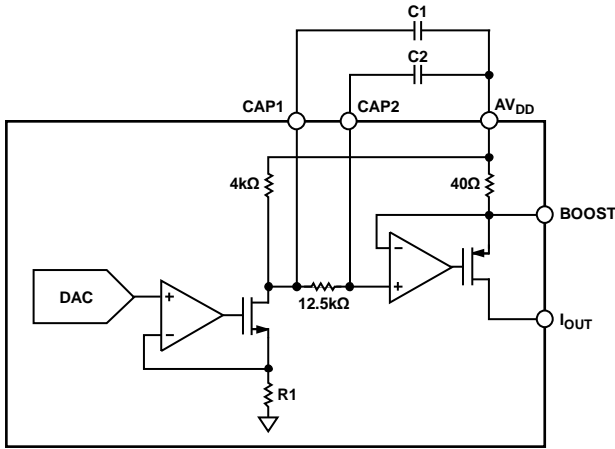 C1
C2
CAP1
CAP2
AVDD
4kΩ
40Ω
BOOST
DAC
+
−
12.5kΩ
−
+
IOUT
R1